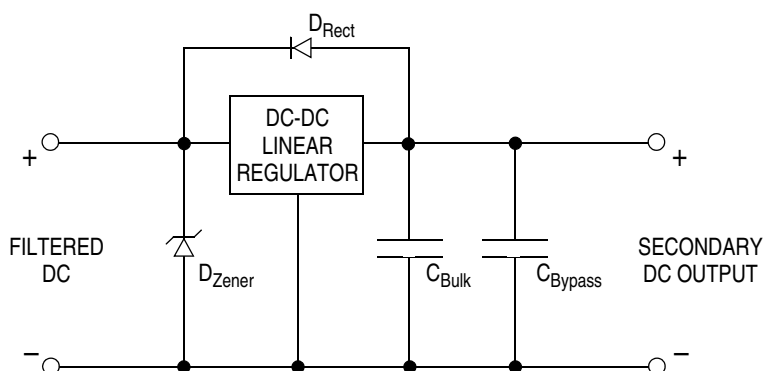 D_Rect
DC-DC
LINEAR
REGULATOR
+
+
FILTERED
DC
D_Zener
C_Bulk
C_Bypass
SECONDARY
DC OUTPUT
−
−